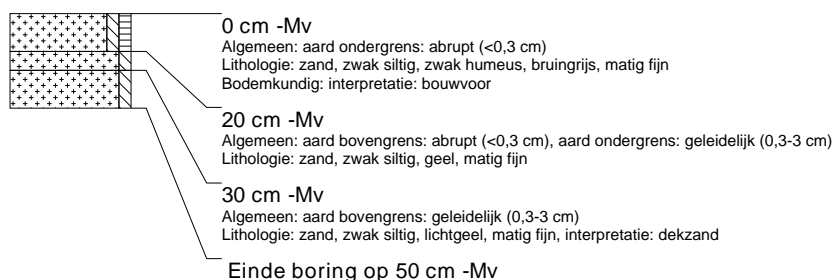 0 cm -Mv
Algemeen: aard ondergrens: abrupt (<0,3 cm)
Lithologie: zand, zwak siltig, zwak humeus, bruingrijs, matig fijn
Bodemkundig: interpretatie: bouwvoor
20 cm -Mv
Algemeen: aard bovengrens: abrupt (<0,3 cm), aard ondergrens: geleidelijk (0,3-3 cm)
Lithologie: zand, zwak siltig, geel, matig fijn
30 cm -Mv
Algemeen: aard bovengrens: geleidelijk (0,3-3 cm)
Lithologie: zand, zwak siltig, lichtgeel, matig fijn, interpretatie: dekzand
Einde boring op 50 cm -Mv